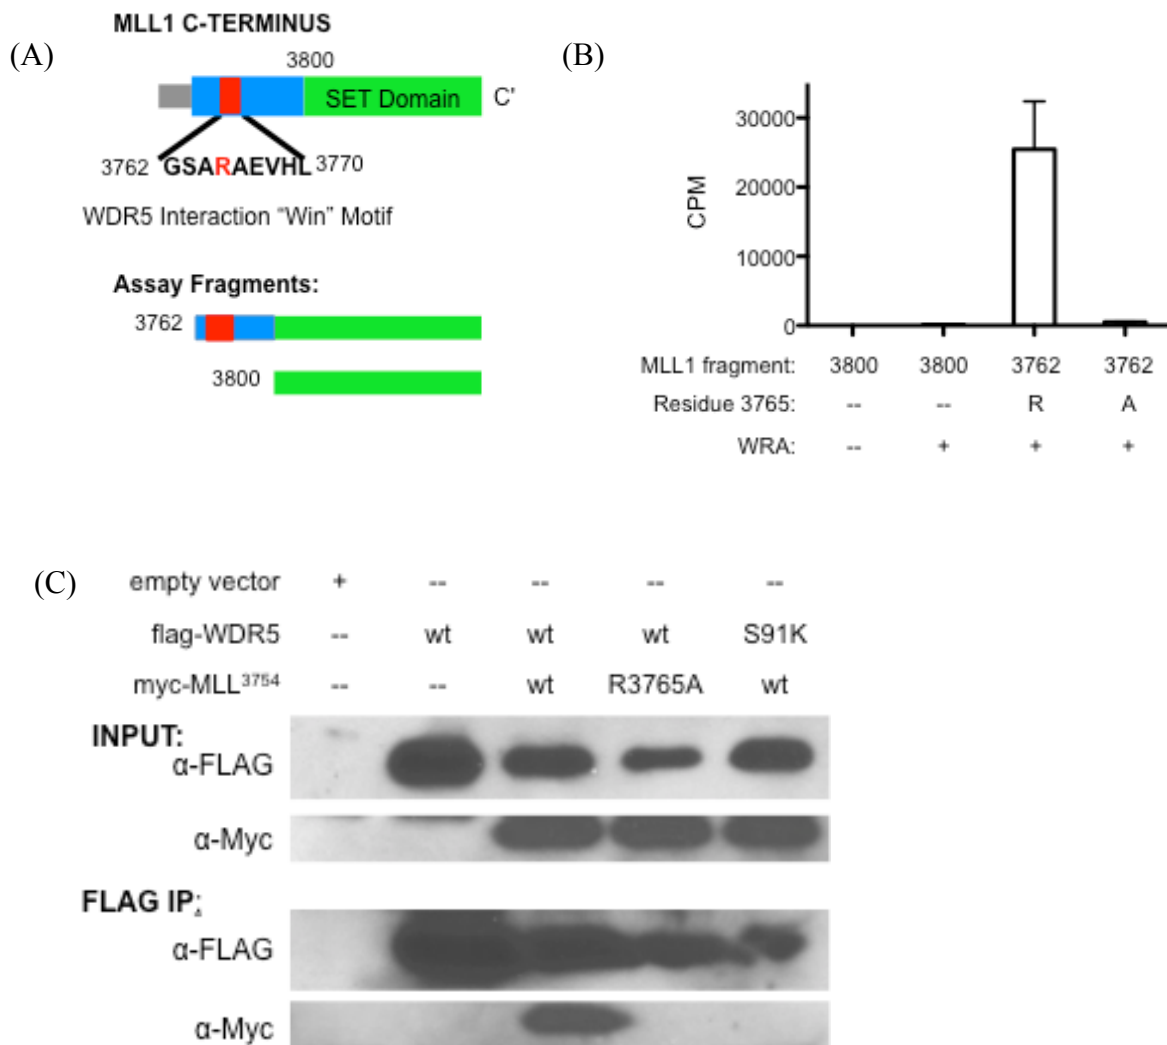 (A)
MLL1 C-TERMINUS
3800
SET Domain
C'
3762 GSARAEVHL 3770
WDR5 Interaction “Win” Motif
Assay Fragments:
3762
3800
(B)
CPM
30000
20000
10000
0
MLL1 fragment: 3800 3800 3762 3762
Residue 3765: -- -- R A
WRA: -- + + +
(C)
empty vector + -- -- -- --
flag-WDR5 -- wt wt wt S91K
myc-MLL3754 -- -- wt R3765A wt
INPUT:
α-FLAG
α-Myc
FLAG IP:
α-FLAG
α-Myc